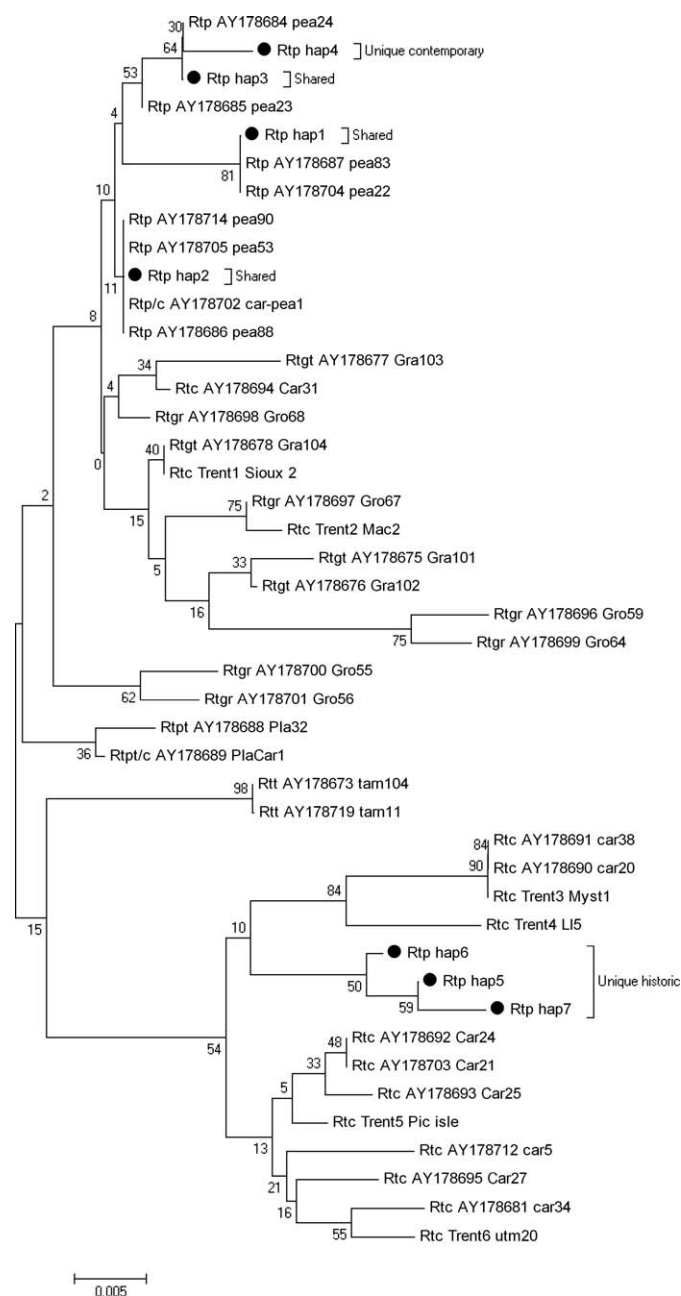 30
Rtp AY178684 pea24
64
Rtp hap4
Unique contemporary
53
Rtp hap3
Shared
Rtp AY178685 pea23
4
Rtp hap1
Shared
Rtp AY178687 pea83
81
Rtp AY178704 pea22
10
Rtp AY178714 pea90
Rtp AY178705 pea53
Rtp hap2
Shared
11
Rtp/c AY178702 car-pea1
8
Rtp AY178686 pea88
34
Rtgt AY178677 Gra103
4
Rtc AY178694 Car31
Rtgr AY178698 Gro68
0
40
Rtgt AY178678 Gra104
Rtc Trent1 Sioux 2
2
75
Rtgr AY178697 Gro67
15
Rtc Trent2 Mac2
5
33
Rtgt AY178675 Gra101
Rtgt AY178676 Gra102
16
Rtgr AY178696 Gro59
75
Rtgr AY178699 Gro64
Rtgr AY178700 Gro55
62
Rtgr AY178701 Gro56
Rtpt AY178688 Pla32
36
Rtpt/c AY178689 PlaCar1
98
Rtt AY178673 tam104
Rtt AY178719 tam11
84
Rtc AY178691 car38
90
Rtc AY178690 car20
84
Rtc Trent3 Myst1
15
10
Rtc Trent4 LI5
Rtp hap6
50
Rtp hap5
Unique historic
59
Rtp hap7
54
48
Rtc AY178692 Car24
33
Rtc AY178703 Car21
5
Rtc AY178693 Car25
Rtc Trent5 Pic isle
13
Rtc AY178712 car5
21
Rtc AY178695 Car27
16
Rtc AY178681 car34
55
Rtc Trent6 utm20
0.005